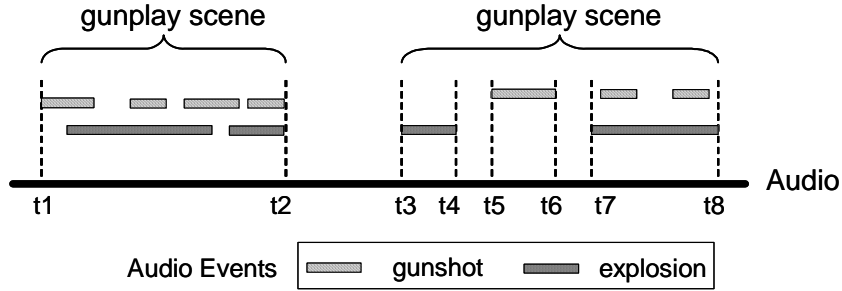 gunplay scene gunplay scene
Audio
t1 t2 t3 t4 t5 t6 t7 t8
Audio Events gunshot explosion